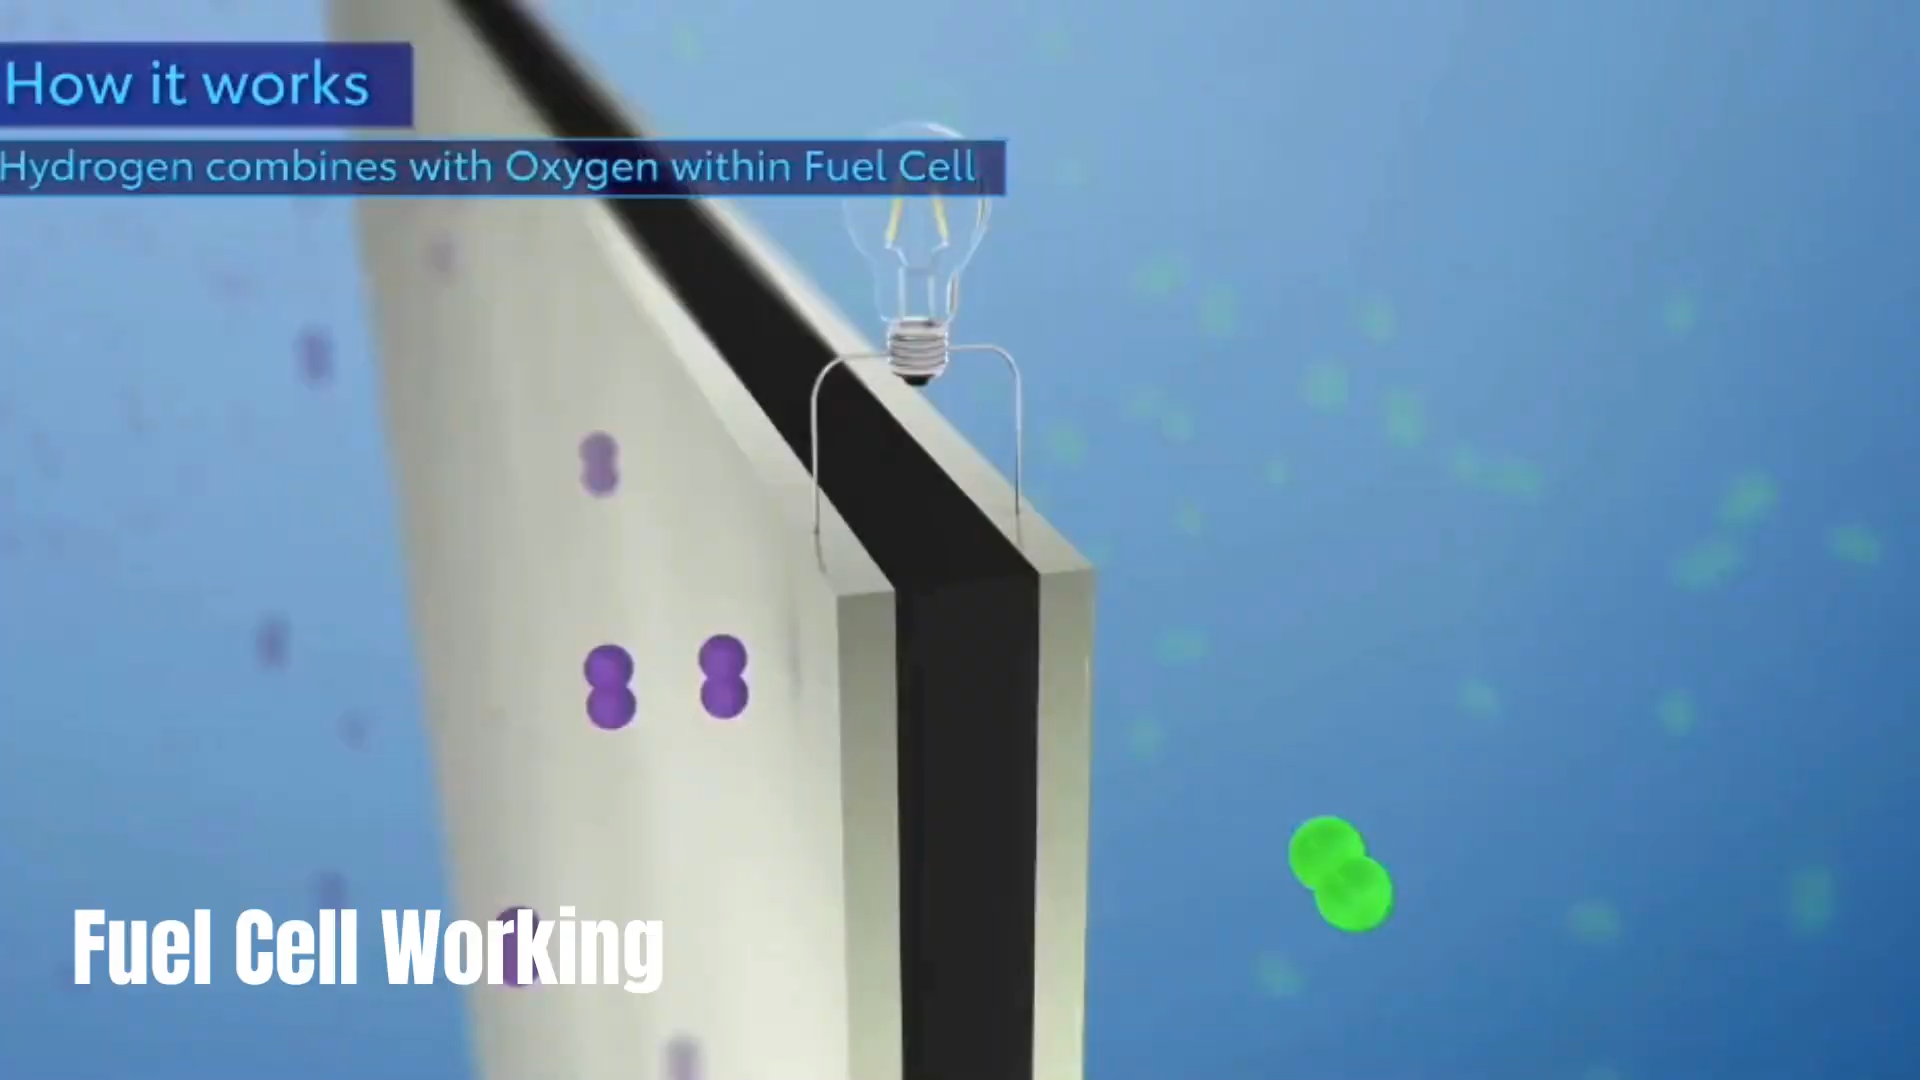 How it works
Hydrogen combines with Oxygen within Fuel Cell
Fuel Cell Working